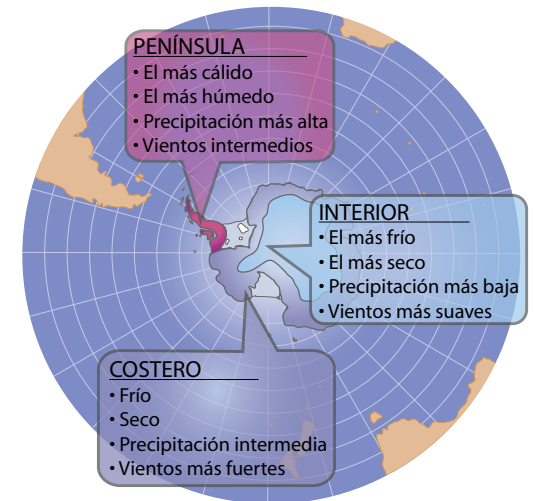 PENÍNSULA
• El más cálido
• El más húmedo
• Precipitación más alta
• Vientos intermedios
INTERIOR
• El más frío
• El más seco
• Precipitación más baja
• Vientos más suaves
COSTERO
• Frío
• Seco
• Precipitación intermedia
• Vientos más fuertes